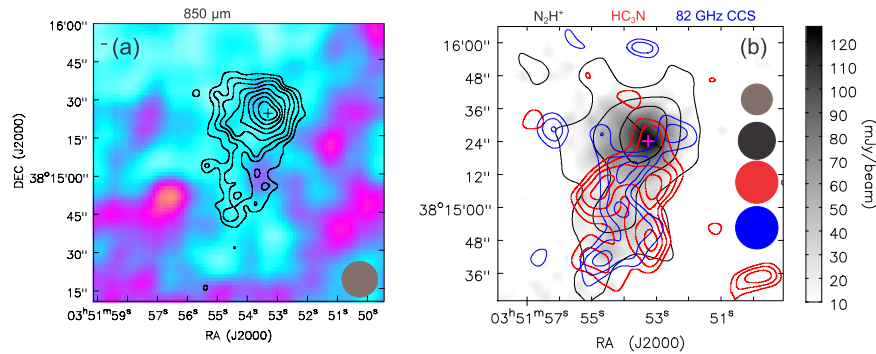 850 μm
(a)
16'00"
45"
30"
15"
38°15'00"
45"
30"
15"
DEC (J2000)
03ʰ51ᵐ59ˢ 57ˢ 56ˢ 55ˢ 54ˢ 53ˢ 52ˢ 51ˢ 50ˢ
RA (J2000)
N₂H⁺ HC₃N 82 GHz CCS
(b)
16'00"
48"
36"
24"
12"
38°15'00"
48"
36"
03ʰ51ᵐ57ˢ 55ˢ 53ˢ 51ˢ
RA (J2000)
120
110
100
90
80
70
60
50
40
30
20
10
(mJy/beam)